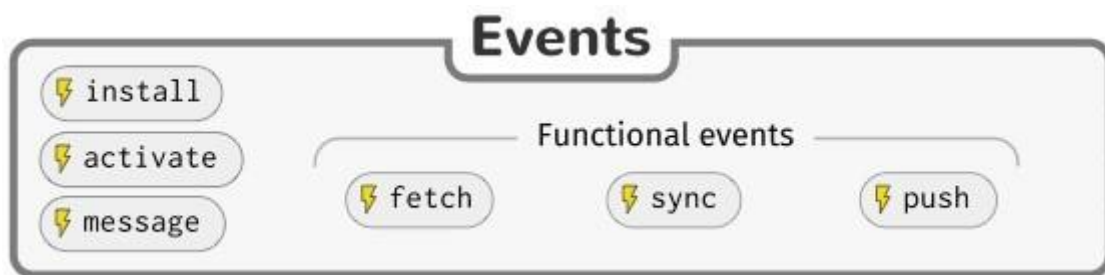 Events
install
activate
message
Functional events
fetch
sync
push